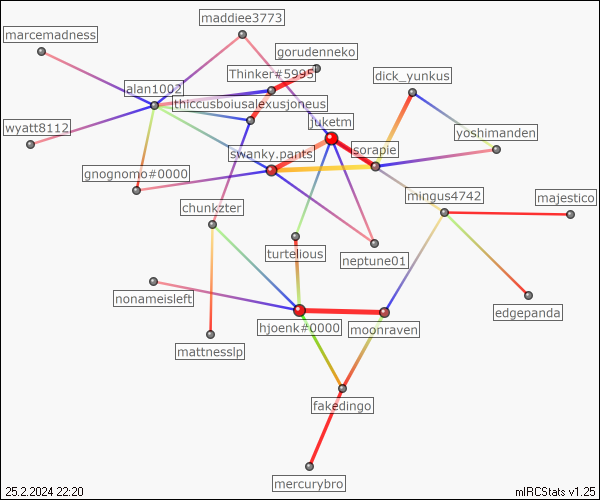 maddiee3773
marcemadness
gorudenneko
Thinker#5995
dick_yunkus
alan1002
thiccusboiusalexusjoneus
juketm
wyatt8112
yoshimanden
swanky.pants
sorapie
gnognomo#0000
mingus4742
majestico
chunkzter
turtelious
neptune01
nonameisleft
edgepanda
hjoenk#0000
moonraven
mattnesslp
fakedingo
mercurybro
25.2.2024 22:20
mIRCStats v1.25